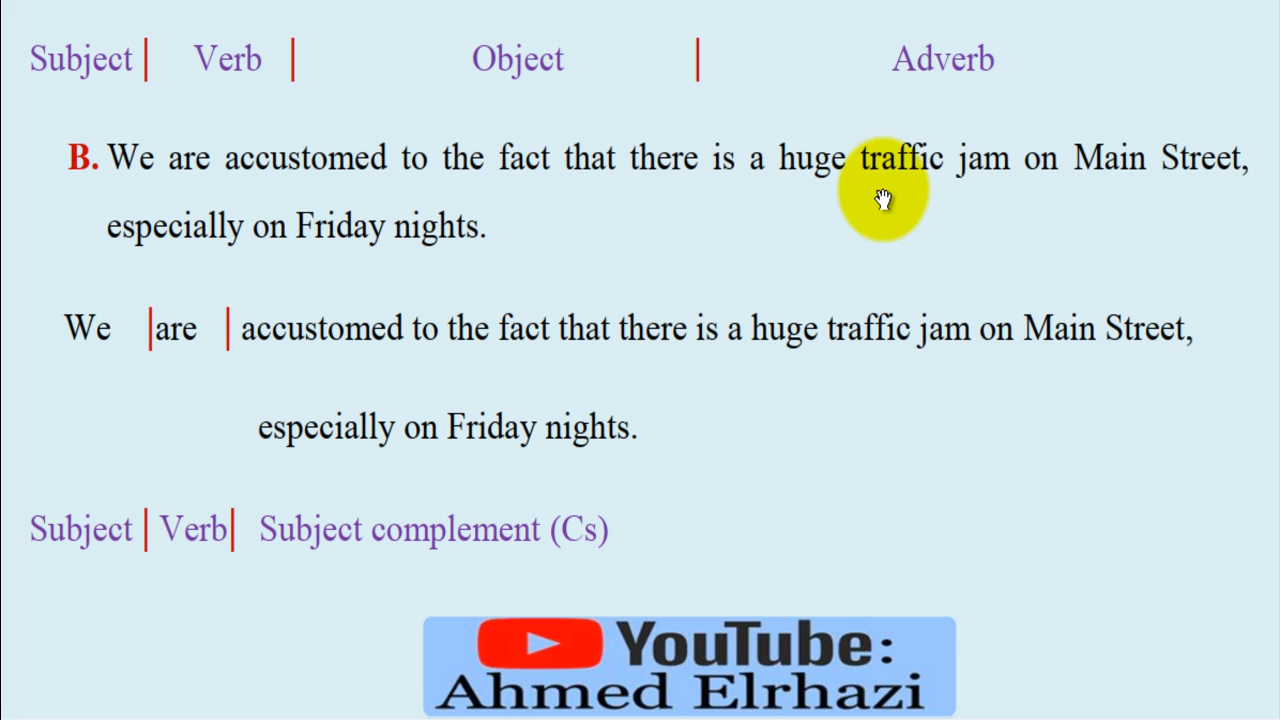 Subject | Verb | Object | Adverb
B. We are accustomed to the fact that there is a huge traffic jam on Main Street,
especially on Friday nights.
We |are | accustomed to the fact that there is a huge traffic jam on Main Street,
especially on Friday nights.
Subject | Verb| Subject complement (Cs)
YouTube:
Ahmed Elrhazi